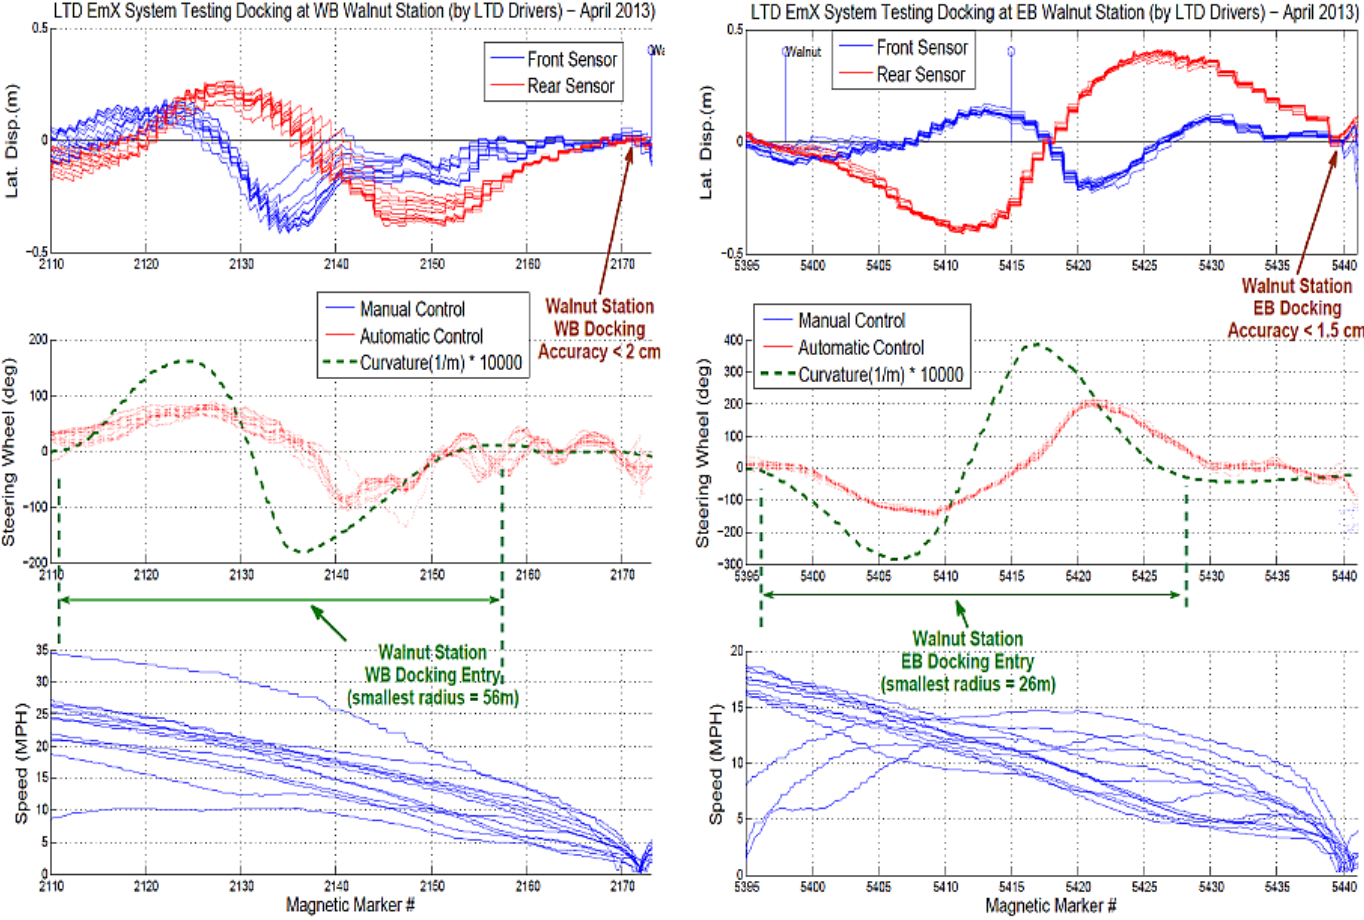 LTD EmX System Testing Docking at WB Walnut Station (by LTD Drivers) – April 2013)
0.5
0
−0.5
Lat. Disp.(m)
Front Sensor
Rear Sensor
2110 2120 2130 2140 2150 2160 2170
Walnut Station
WB Docking
Accuracy < 2 cm
Manual Control
Automatic Control
Curvature(1/m) * 10000
200
100
0
−100
−200
Steering Wheel (deg)
2110 2120 2130 2140 2150 2160 2170
Walnut Station
WB Docking Entry
(smallest radius = 56m)
35
30
25
20
15
10
5
0
Speed (MPH)
2110 2120 2130 2140 2150 2160 2170
Magnetic Marker #
LTD EmX System Testing Docking at EB Walnut Station (by LTD Drivers) – April 2013)
0.5
0
−0.5
Lat. Disp.(m)
Walnut
Front Sensor
Rear Sensor
5395 5400 5405 5410 5415 5420 5425 5430 5435 5440
Walnut Station
EB Docking
Accuracy < 1.5 cm
Manual Control
Automatic Control
Curvature(1/m) * 10000
400
300
200
100
0
−100
−200
−300
Steering Wheel (deg)
5395 5400 5405 5410 5415 5420 5425 5430 5435 5440
Walnut Station
EB Docking Entry
(smallest radius = 26m)
20
15
10
5
0
Speed (MPH)
5395 5400 5405 5410 5415 5420 5425 5430 5435 5440
Magnetic Marker #